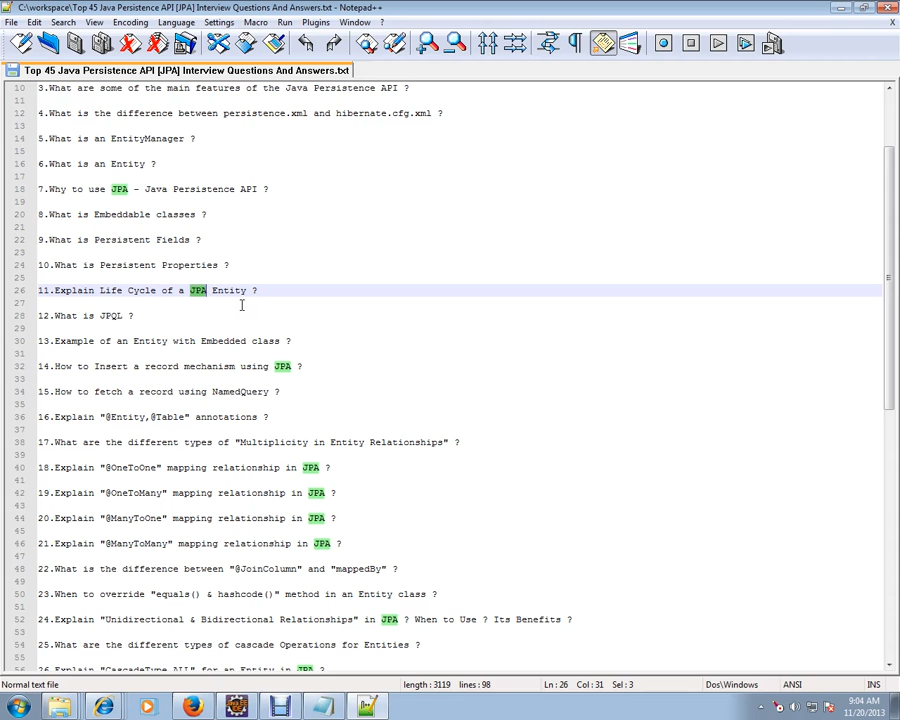 C:\workspace\Top 45 Java Persistence API [JPA] Interview Questions And Answers.txt - Notepad++
File Edit Search View Encoding Language Settings Macro Run Plugins Window ? X
Top 45 Java Persistence API [JPA] Interview Questions And Answers.txt
10 3.What are some of the main features of the Java Persistence API ?
11
12 4.What is the difference between persistence.xml and hibernate.cfg.xml ?
13
14 5.What is an EntityManager ?
15
16 6.What is an Entity ?
17
18 7.Why to use JPA - Java Persistence API ?
19
20 8.What is Embeddable classes ?
21
22 9.What is Persistent Fields ?
23
24 10.What is Persistent Properties ?
25
26 11.Explain Life Cycle of a JPA Entity ?
27
28 12.What is JPQL ?
29
30 13.Example of an Entity with Embedded class ?
31
32 14.How to Insert a record mechanism using JPA ?
33
34 15.How to fetch a record using NamedQuery ?
35
36 16.Explain "@Entity,@Table" annotations ?
37
38 17.What are the different types of "Multiplicity in Entity Relationships" ?
39
40 18.Explain "@OneToOne" mapping relationship in JPA ?
41
42 19.Explain "@OneToMany" mapping relationship in JPA ?
43
44 20.Explain "@ManyToOne" mapping relationship in JPA ?
45
46 21.Explain "@ManyToMany" mapping relationship in JPA ?
47
48 22.What is the difference between "@JoinColumn" and "mappedBy" ?
49
50 23.When to override "equals() & hashcode()" method in an Entity class ?
51
52 24.Explain "Unidirectional & Bidirectional Relationships" in JPA ? When to Use ? Its Benefits ?
53
54 25.What are the different types of cascade Operations for Entities ?
55
56 26.Explain "CascadeType.ALL" for an Entity in JPA ?
Normal text file length : 3119 lines : 98 Ln : 26 Col : 31 Sel : 3 Dos\Windows ANSI INS
9:04 AM
11/20/2013